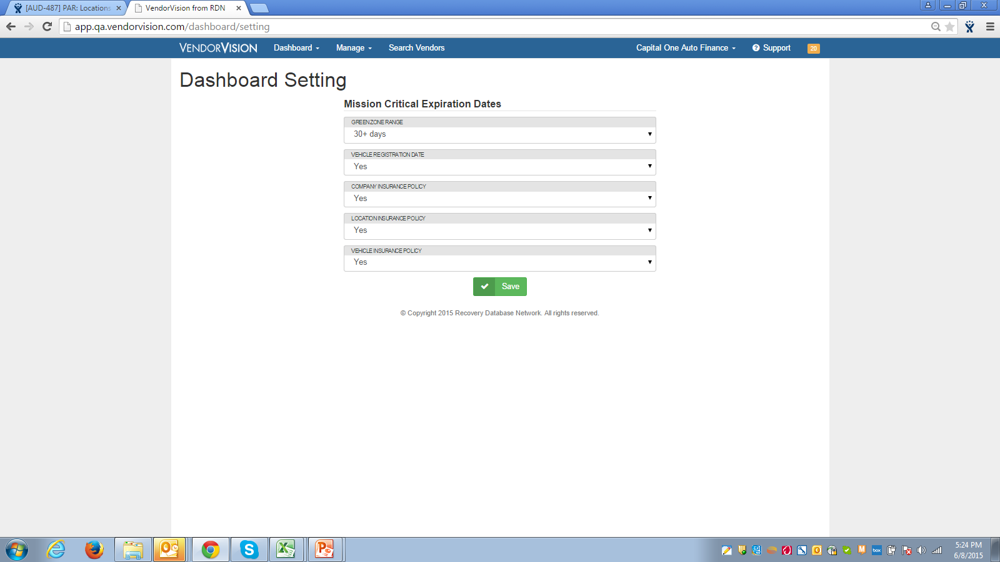 [AUD-487] PAR: Locations
VendorVision from RDN
app.qa.vendorvision.com/dashboard/setting
VENDORVISION Dashboard Manage Search Vendors Capital One Auto Finance Support 20
Dashboard Setting
Mission Critical Expiration Dates
GREEN ZONE RANGE
30+ days
VEHICLE REGISTRATION DATE
Yes
COMPANY INSURANCE POLICY
Yes
LOCATION INSURANCE POLICY
Yes
VEHICLE INSURANCE POLICY
Yes
Save
© Copyright 2015 Recovery Database Network. All rights reserved.
box
5:24 PM
6/8/2015